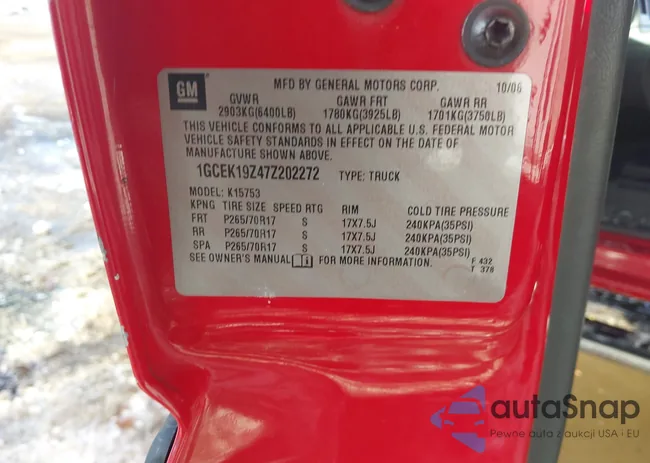 GM
MFD BY GENERAL MOTORS CORP. 10/06
GVWR GAWR FRT GAWR RR
2903KG(6400LB) 1780KG(3925LB) 1701KG(3750LB)
THIS VEHICLE CONFORMS TO ALL APPLICABLE U.S. FEDERAL MOTOR
VEHICLE SAFETY STANDARDS IN EFFECT ON THE DATE OF
MANUFACTURE SHOWN ABOVE.
1GCEK19Z47Z202272 TYPE: TRUCK
MODEL: K15753
KPNG TIRE SIZE SPEED RTG RIM COLD TIRE PRESSURE
FRT P265/70R17 S 17X7.5J 240KPA(35PSI)
RR P265/70R17 S 17X7.5J 240KPA(35PSI)
SPA P265/70R17 S 17X7.5J 240KPA(35PSI)
SEE OWNER'S MANUAL FOR MORE INFORMATION.
F 432
T 376
autaSnap
Pewne auta z aukcji USA · EU